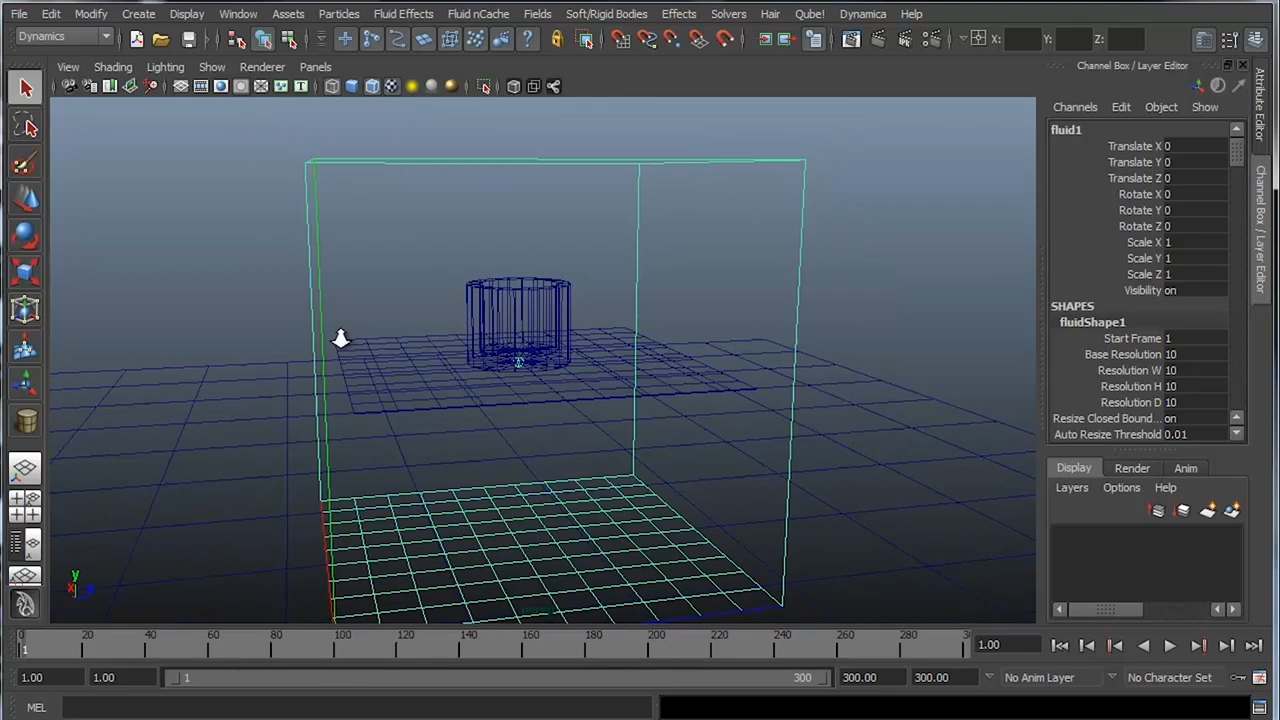 File Edit Modify Create Display Window Assets Particles Fluid Effects Fluid nCache Fields Soft/Rigid Bodies Effects Solvers Hair Qube! Dynamica Help
Dynamics X: Y: Z:
View Shading Lighting Show Renderer Panels
Channel Box / Layer Editor
Channels Edit Object Show
fluid1
Translate X 0
Translate Y 0
Translate Z 0
Rotate X 0
Rotate Y 0
Rotate Z 0
Scale X 1
Scale Y 1
Scale Z 1
Visibility on
SHAPES
fluidShape1
Start Frame 1
Base Resolution 10
Resolution W 10
Resolution H 10
Resolution D 10
Resize Closed Bound... on
Auto Resize Threshold 0.01
Display Render Anim
Layers Options Help
Attribute Editor
Channel Box / Layer Editor
y
x
0 20 40 60 80 100 120 140 160 180 200 220 240 260 280
1
1.00
1.00 1.00 1 300 300.00 300.00 No Anim Layer No Character Set
MEL